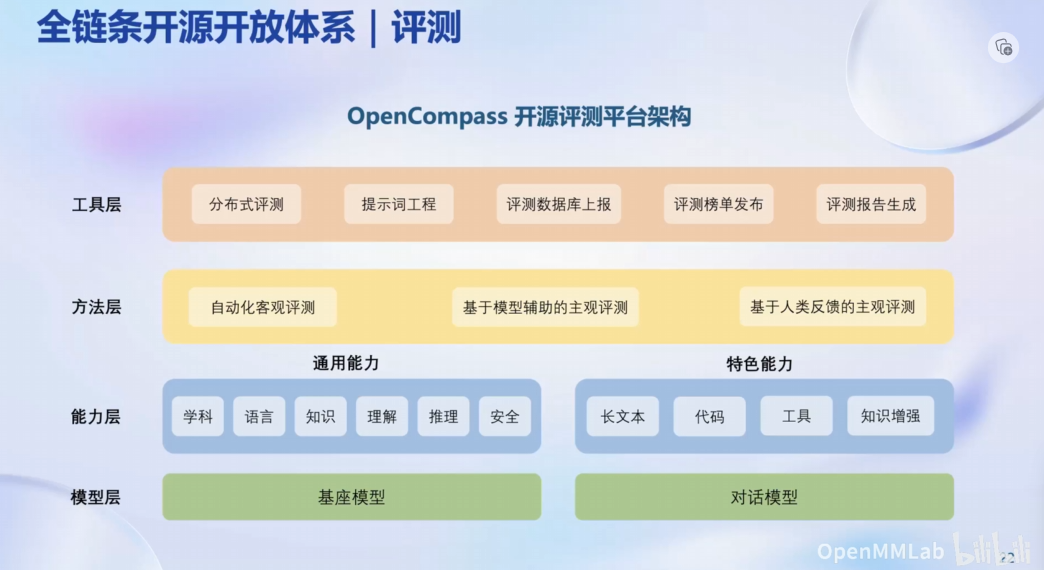 全链条开源开放体系｜评测
OpenCompass 开源评测平台架构
工具层 分布式评测 提示词工程 评测数据库上报 评测榜单发布 评测报告生成
方法层 自动化客观评测 基于模型辅助的主观评测 基于人类反馈的主观评测
通用能力 特色能力
能力层 学科 语言 知识 理解 推理 安全 长文本 代码 工具 知识增强
模型层 基座模型 对话模型
OpenMMLab bilibili